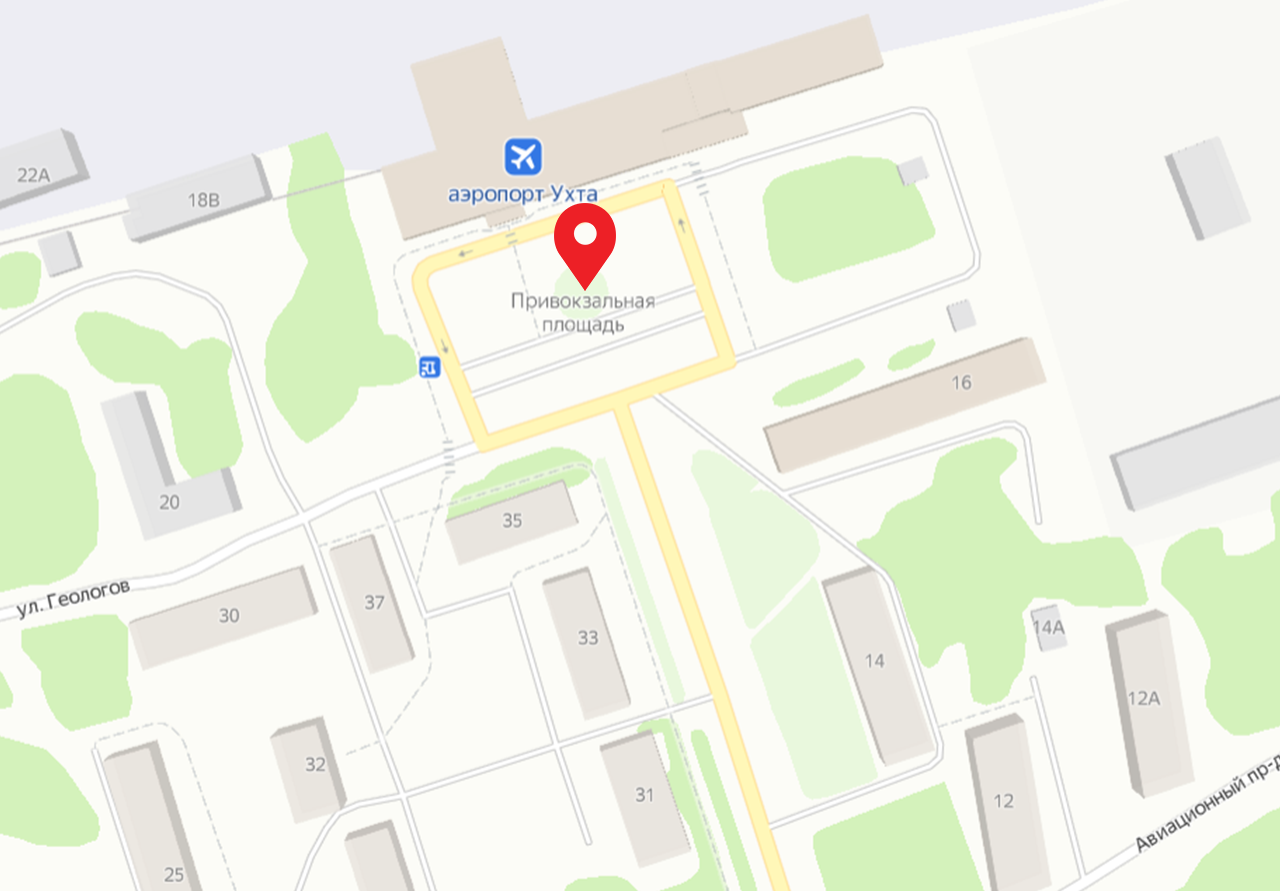 22А
18В
аэропорт Ухта
Привокзальная
площадь
16
20
35
ул. Геологов
30
37
33
14А
14
12А
32
31
12
Авиационный пр-д
25